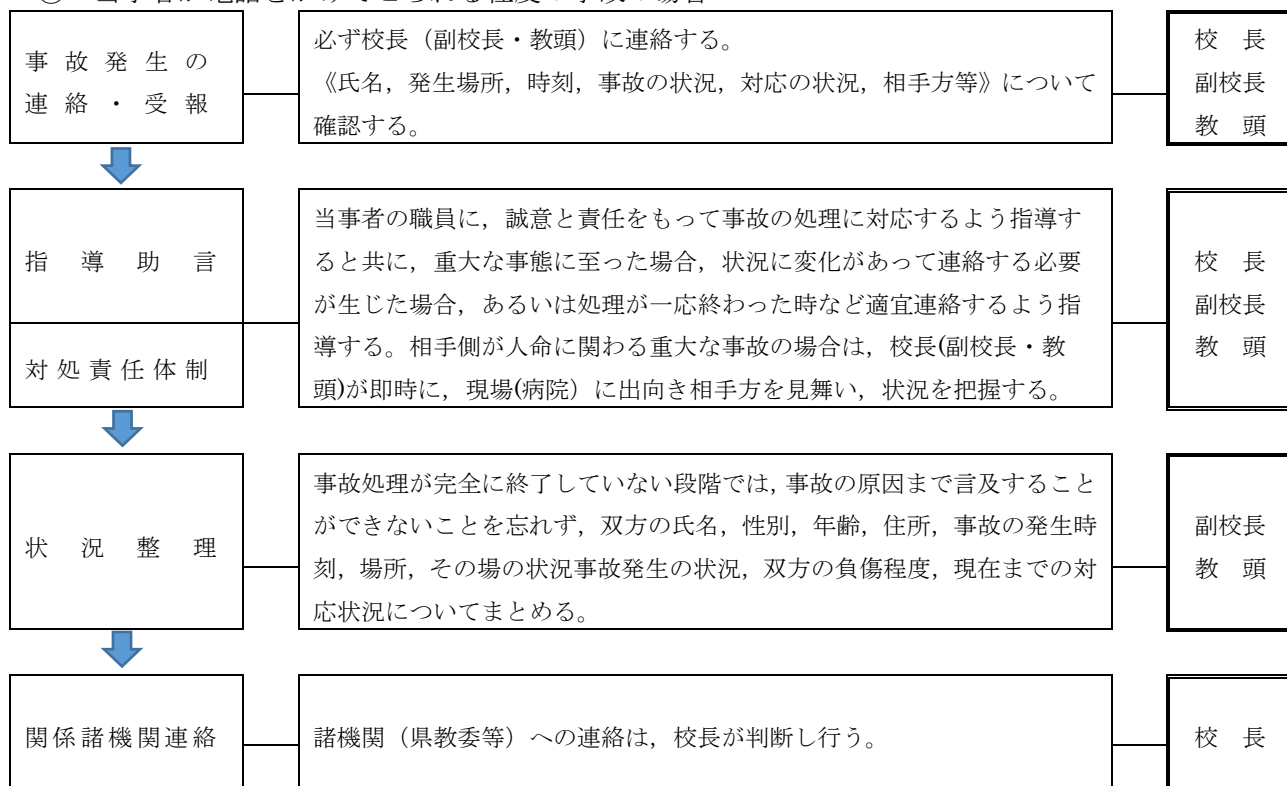 事故発生の
連絡・受報
必ず校長（副校長・教頭）に連絡する。
《氏名，発生場所，時刻，事故の状況，対応の状況，相手方等》について
確認する。
校　長
副校長
教　頭
指導助言
対処責任体制
当事者の職員に，誠意と責任をもって事故の処理に対応するよう指導す
ると共に，重大な事態に至った場合，状況に変化があって連絡する必要
が生じた場合，あるいは処理が一応終わった時など適宜連絡するよう指
導する。相手側が人命に関わる重大な事故の場合は，校長(副校長・教
頭)が即時に，現場(病院）に出向き相手方を見舞い，状況を把握する。
校　長
副校長
教　頭
状況整理
事故処理が完全に終了していない段階では，事故の原因まで言及すること
ができないことを忘れず，双方の氏名，性別，年齢，住所，事故の発生時
刻，場所，その場の状況事故発生の状況，双方の負傷程度，現在までの対
応状況についてまとめる。
副校長
教　頭
関係諸機関連絡
諸機関（県教委等）への連絡は，校長が判断し行う。
校　長